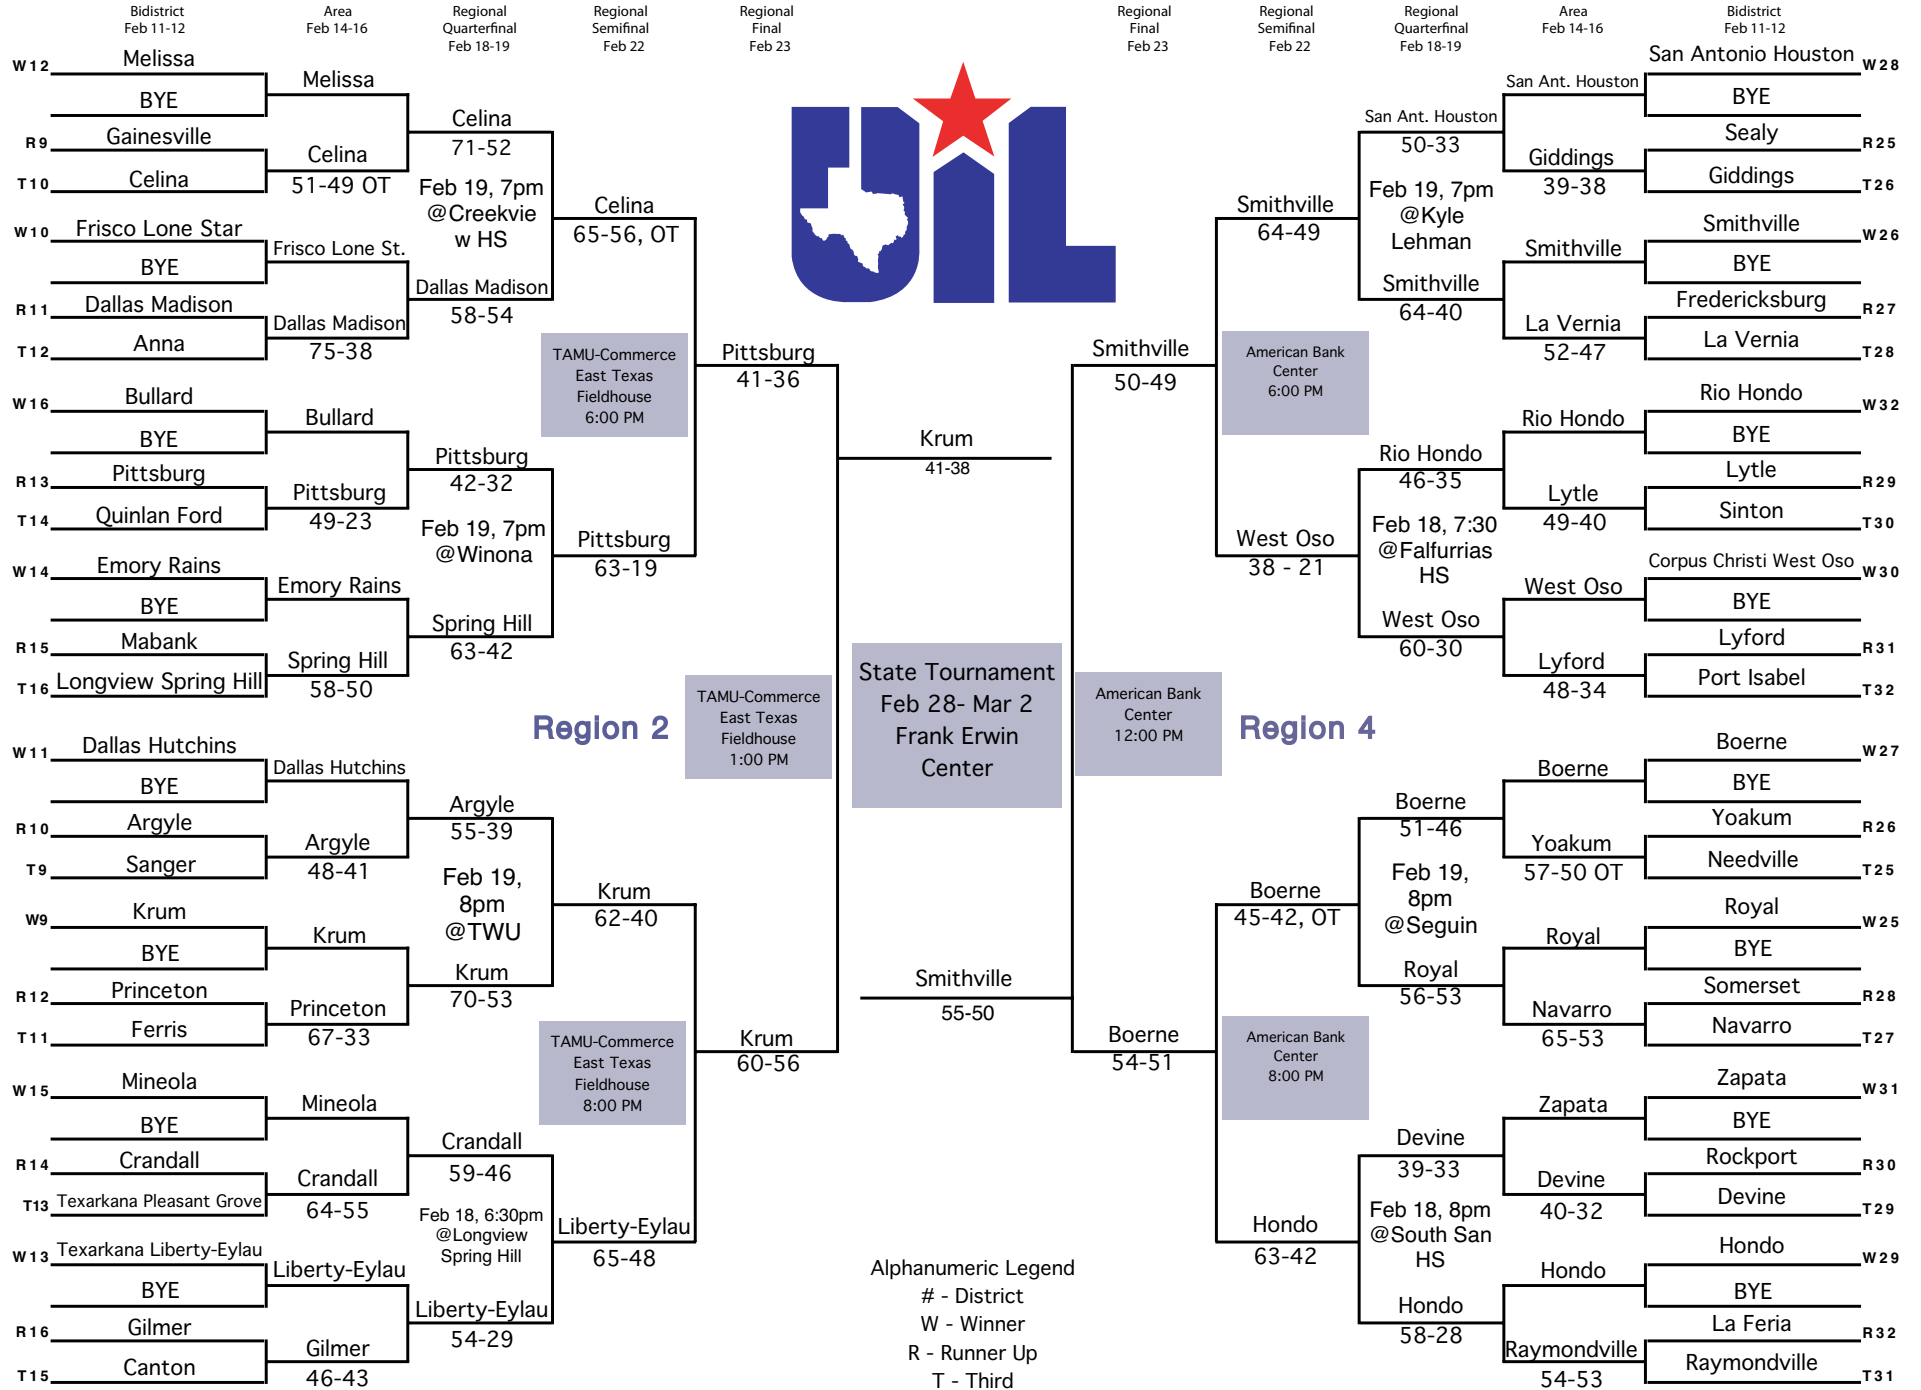 Bidistrict
Feb 11-12
Area
Feb 14-16
Regional
Quarterfinal
Feb 18-19
Regional
Semifinal
Feb 22
Regional
Final
Feb 23
Regional
Final
Feb 23
Regional
Semifinal
Feb 22
Regional
Quarterfinal
Feb 18-19
Area
Feb 14-16
Bidistrict
Feb 11-12
UIL
W12
Melissa
BYE
R9
Gainesville
T10
Celina
W10
Frisco Lone Star
BYE
R11
Dallas Madison
T12
Anna
W16
Bullard
BYE
R13
Pittsburg
T14
Quinlan Ford
W14
Emory Rains
BYE
R15
Mabank
T16
Longview Spring Hill
W11
Dallas Hutchins
BYE
R10
Argyle
T9
Sanger
W9
Krum
BYE
R12
Princeton
T11
Ferris
W15
Mineola
BYE
R14
Crandall
T13
Texarkana Pleasant Grove
W13
Texarkana Liberty-Eylau
BYE
R16
Gilmer
T15
Canton
Melissa
Celina
51-49 OT
Frisco Lone St.
Dallas Madison
75-38
Bullard
Pittsburg
49-23
Emory Rains
Spring Hill
58-50
Dallas Hutchins
Argyle
48-41
Krum
Princeton
67-33
Mineola
Crandall
64-55
Liberty-Eylau
Gilmer
46-43
Celina
71-52
Feb 19, 7pm
@Creekvie
w HS
Dallas Madison
58-54
Pittsburg
42-32
Feb 19, 7pm
@Winona
Spring Hill
63-42
Argyle
55-39
Feb 19,
8pm
@TWU
Krum
70-53
Crandall
59-46
Feb 18, 6:30pm
@Longview
Spring Hill
Liberty-Eylau
54-29
Celina
65-56, OT
TAMU-Commerce
East Texas
Fieldhouse
6:00 PM
Pittsburg
63-19
Region 2
Krum
62-40
TAMU-Commerce
East Texas
Fieldhouse
8:00 PM
Liberty-Eylau
65-48
Pittsburg
41-36
TAMU-Commerce
East Texas
Fieldhouse
1:00 PM
Krum
60-56
Krum
41-38
State Tournament
Feb 28- Mar 2
Frank Erwin
Center
Smithville
55-50
Alphanumeric Legend
# - District
W - Winner
R - Runner Up
T - Third
Smithville
50-49
American Bank
Center
12:00 PM
Boerne
54-51
Smithville
64-49
American Bank
Center
6:00 PM
West Oso
38 - 21
Region 4
Boerne
45-42, OT
American Bank
Center
8:00 PM
Hondo
63-42
San Ant. Houston
50-33
Feb 19, 7pm
@Kyle
Lehman
Smithville
64-40
Rio Hondo
46-35
Feb 18, 7:30
@Falfurrias
HS
West Oso
60-30
Boerne
51-46
Feb 19,
8pm
@Seguin
Royal
56-53
Devine
39-33
Feb 18, 8pm
@South San
HS
Hondo
58-28
San Ant. Houston
Giddings
39-38
Smithville
La Vernia
52-47
Rio Hondo
Lytle
49-40
West Oso
Lyford
48-34
Boerne
Yoakum
57-50 OT
Royal
Navarro
65-53
Zapata
Devine
40-32
Hondo
Raymondville
54-53
San Antonio Houston
W28
BYE
Sealy
R25
Giddings
T26
Smithville
W26
BYE
Fredericksburg
R27
La Vernia
T28
Rio Hondo
W32
BYE
Lytle
R29
Sinton
T30
Corpus Christi West Oso
W30
BYE
Lyford
R31
Port Isabel
T32
Boerne
W27
BYE
Yoakum
R26
Needville
T25
Royal
W25
BYE
Somerset
R28
Navarro
T27
Zapata
W31
BYE
Rockport
R30
Devine
T29
Hondo
W29
BYE
La Feria
R32
Raymondville
T31